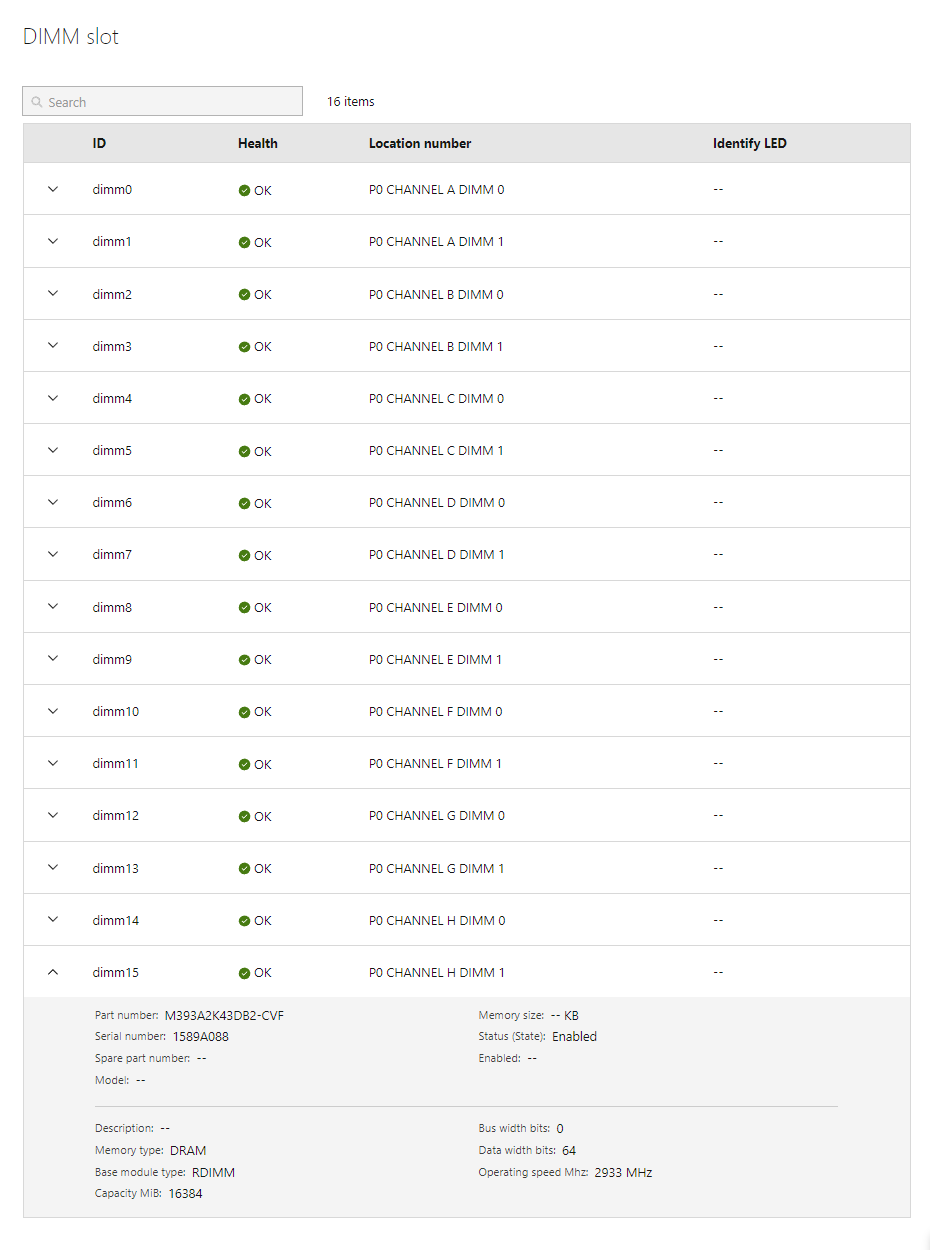 DIMM slot
Search
16 items
ID Health Location number Identify LED
dimm0 OK P0 CHANNEL A DIMM 0 --
dimm1 OK P0 CHANNEL A DIMM 1 --
dimm2 OK P0 CHANNEL B DIMM 0 --
dimm3 OK P0 CHANNEL B DIMM 1 --
dimm4 OK P0 CHANNEL C DIMM 0 --
dimm5 OK P0 CHANNEL C DIMM 1 --
dimm6 OK P0 CHANNEL D DIMM 0 --
dimm7 OK P0 CHANNEL D DIMM 1 --
dimm8 OK P0 CHANNEL E DIMM 0 --
dimm9 OK P0 CHANNEL E DIMM 1 --
dimm10 OK P0 CHANNEL F DIMM 0 --
dimm11 OK P0 CHANNEL F DIMM 1 --
dimm12 OK P0 CHANNEL G DIMM 0 --
dimm13 OK P0 CHANNEL G DIMM 1 --
dimm14 OK P0 CHANNEL H DIMM 0 --
dimm15 OK P0 CHANNEL H DIMM 1 --
Part number: M393A2K43DB2-CVF
Serial number: 1589A088
Spare part number: --
Model: --
Memory size: -- KB
Status (State): Enabled
Enabled: --
Description: --
Memory type: DRAM
Base module type: RDIMM
Capacity MiB: 16384
Bus width bits: 0
Data width bits: 64
Operating speed Mhz: 2933 MHz